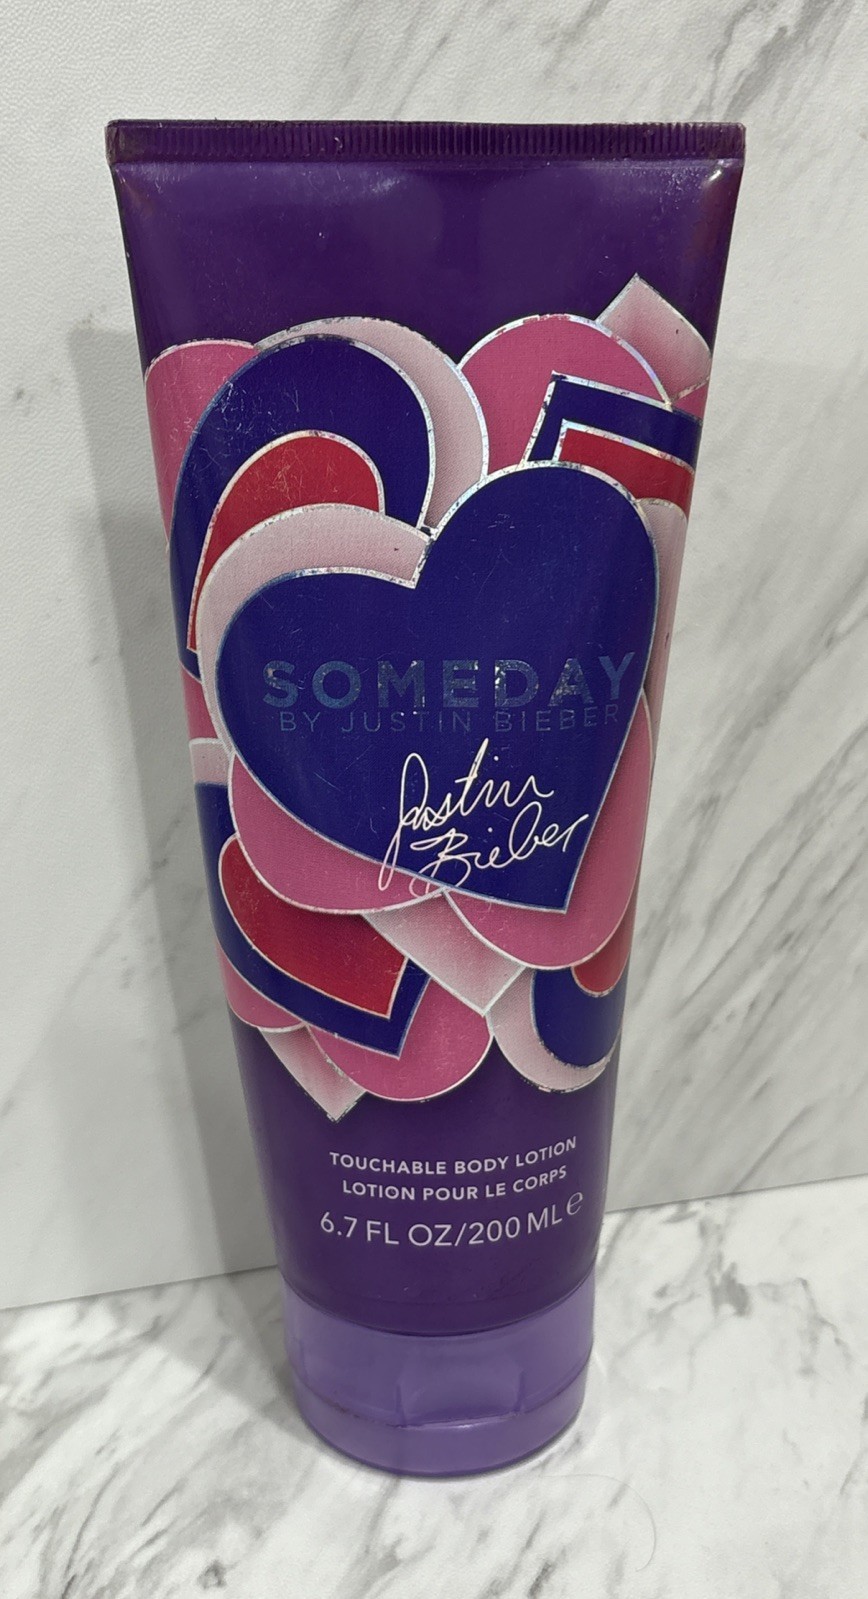 SOMEDAY
BY JUSTIN BIEBER
Justin
Bieber
TOUCHABLE BODY LOTION
LOTION POUR LE CORPS
6.7 FL OZ/200 ML ℮